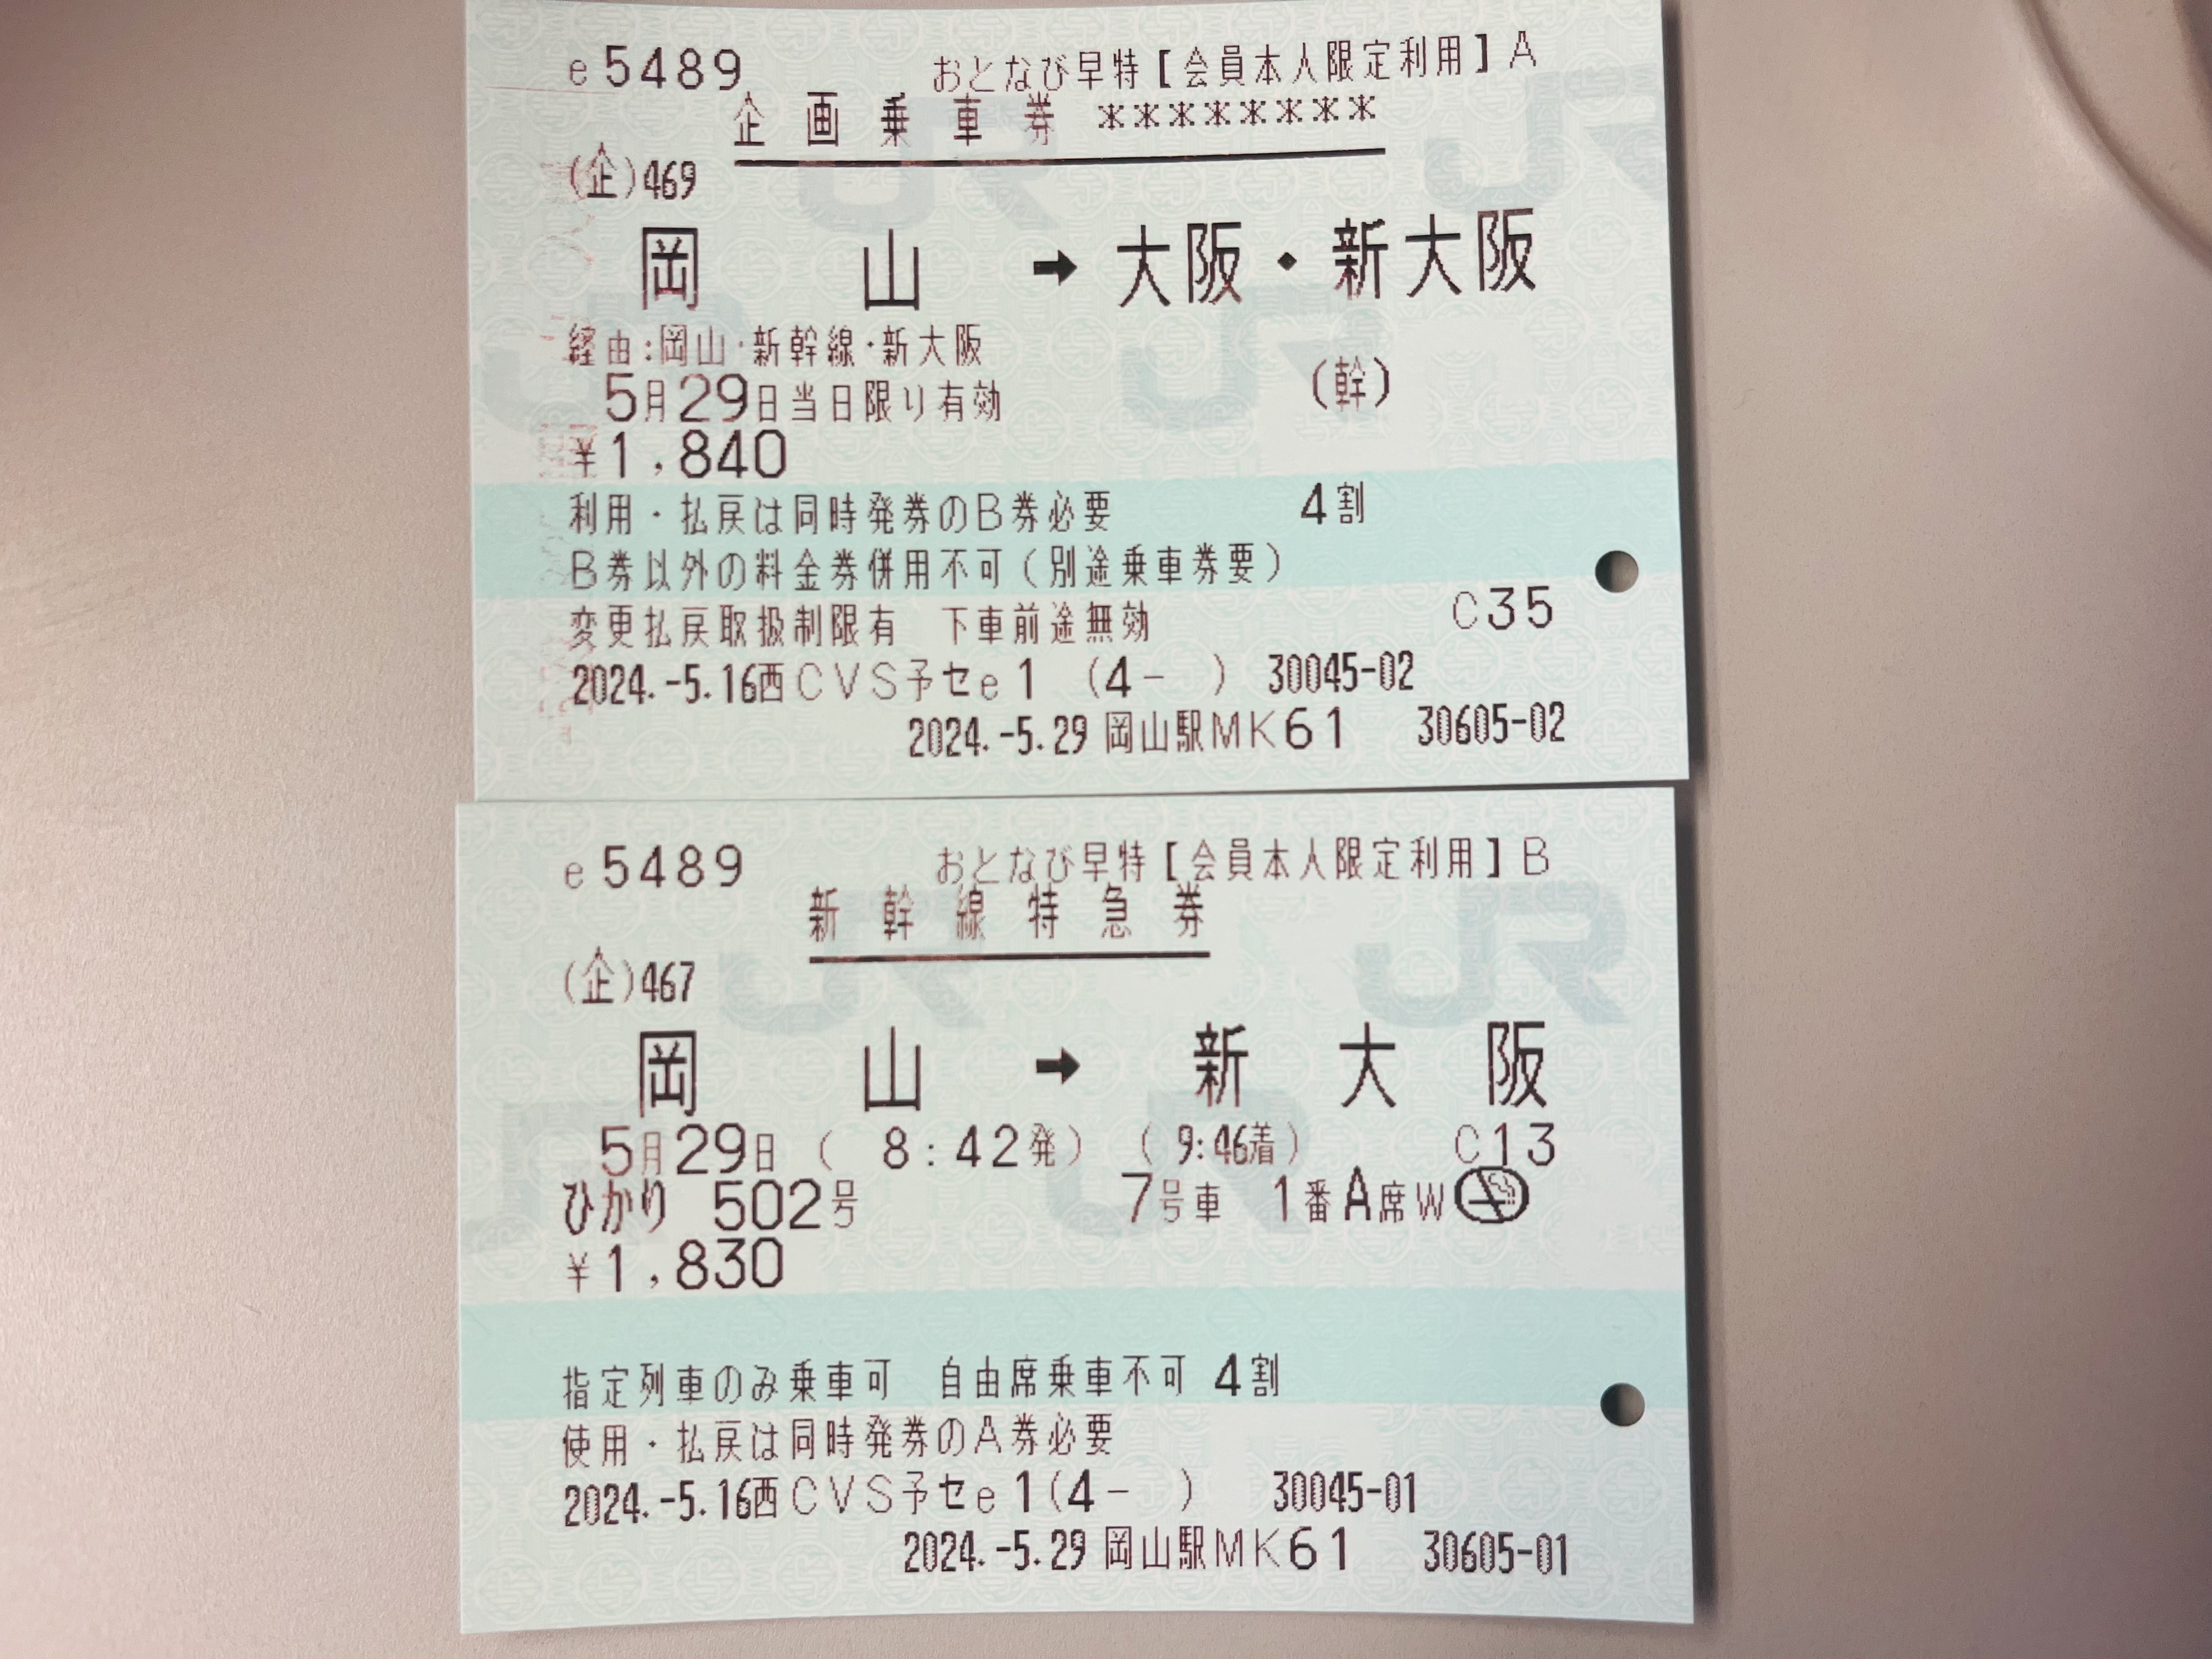 e5489 おとなび早特【会員本人限定利用】A
企画乗車券 ********
(企)469
岡山 → 大阪・新大阪
経由:岡山・新幹線・新大阪
(幹)
5月29日当日限り有効
¥1,840
利用・払戻は同時発券のB券必要 4割
B券以外の料金券併用不可(別途乗車券要)
変更払戻取扱制限有 下車前途無効 C35
2024.-5.16西CVS予セe1 (4- ) 30045-02
2024.-5.29 岡山駅MK61 30605-02
e5489 おとなび早特【会員本人限定利用】B
新幹線特急券
(企)467
岡山 → 新大阪
5月29日 ( 8:42発) ( 9:46着) C13
ひかり 502号 7号車 1番A席W
¥1,830
指定列車のみ乗車可 自由席乗車不可 4割
使用・払戻は同時発券のA券必要
2024.-5.16西CVS予セe1(4- ) 30045-01
2024.-5.29 岡山駅MK61 30605-01